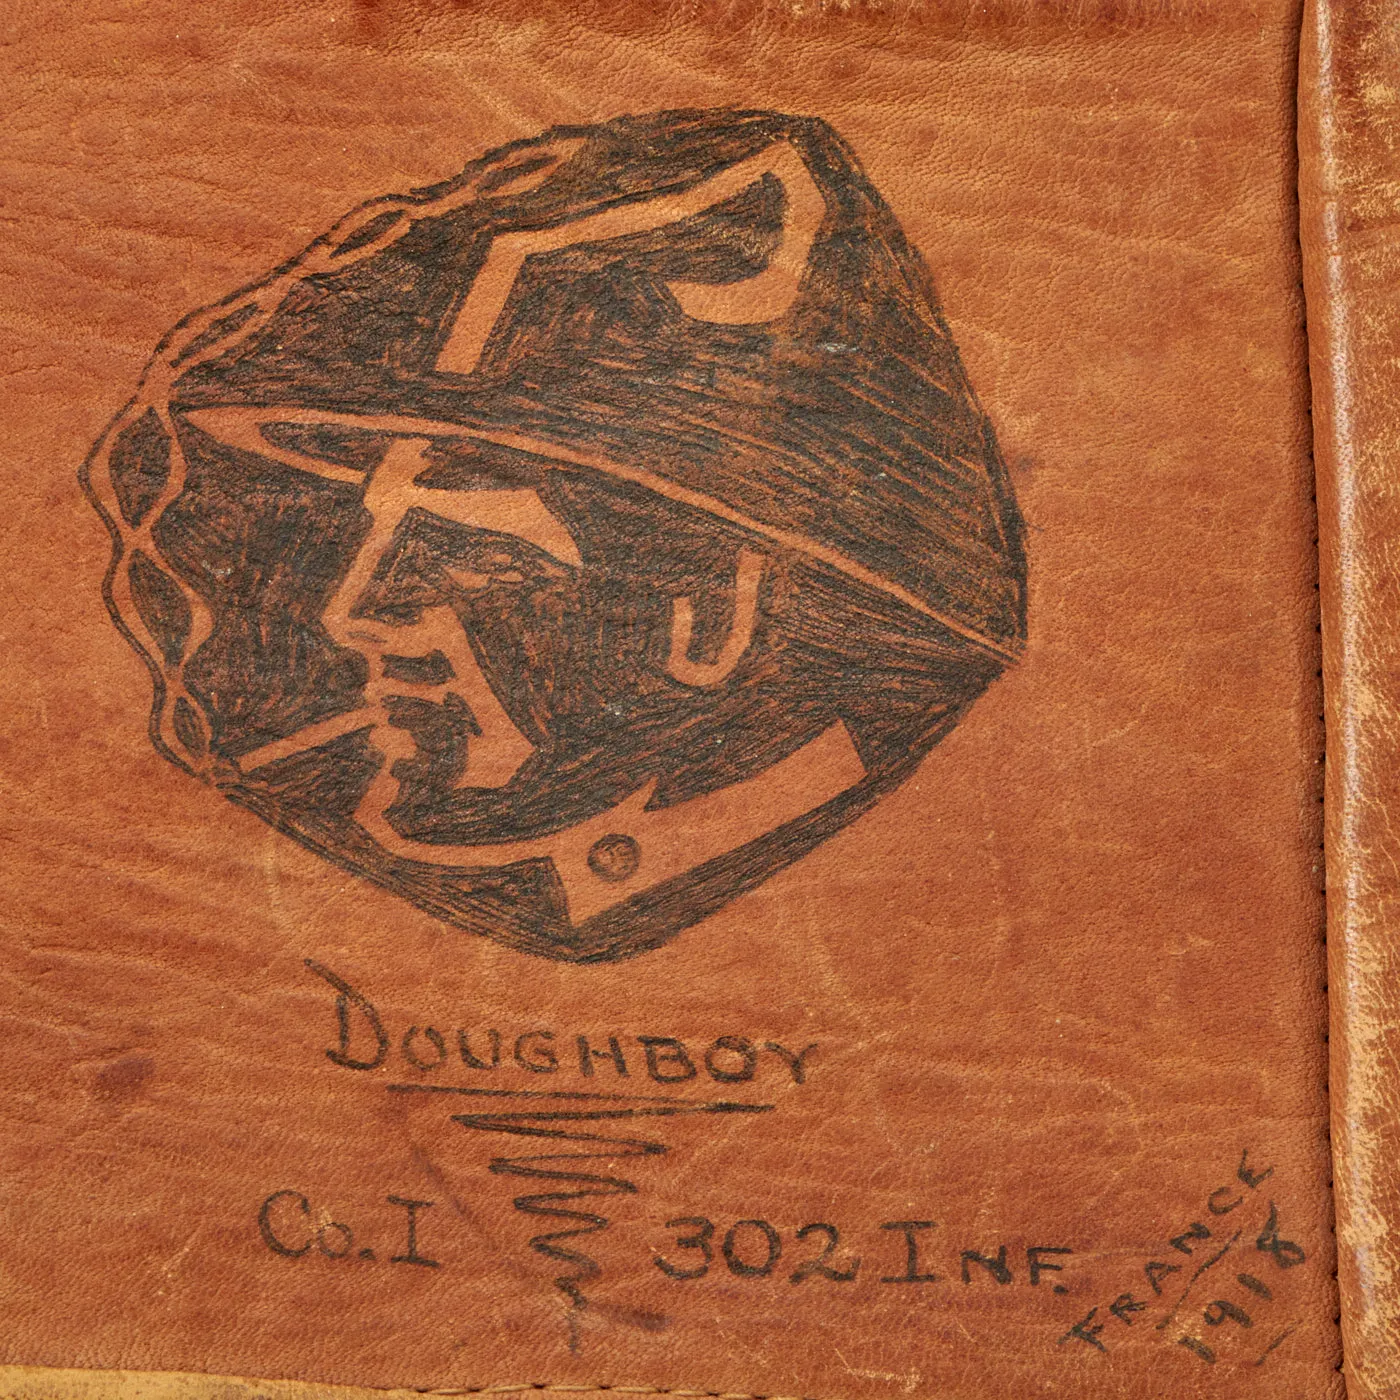 DOUGHBOY
Co. I 302 INF.
FRANCE
1918